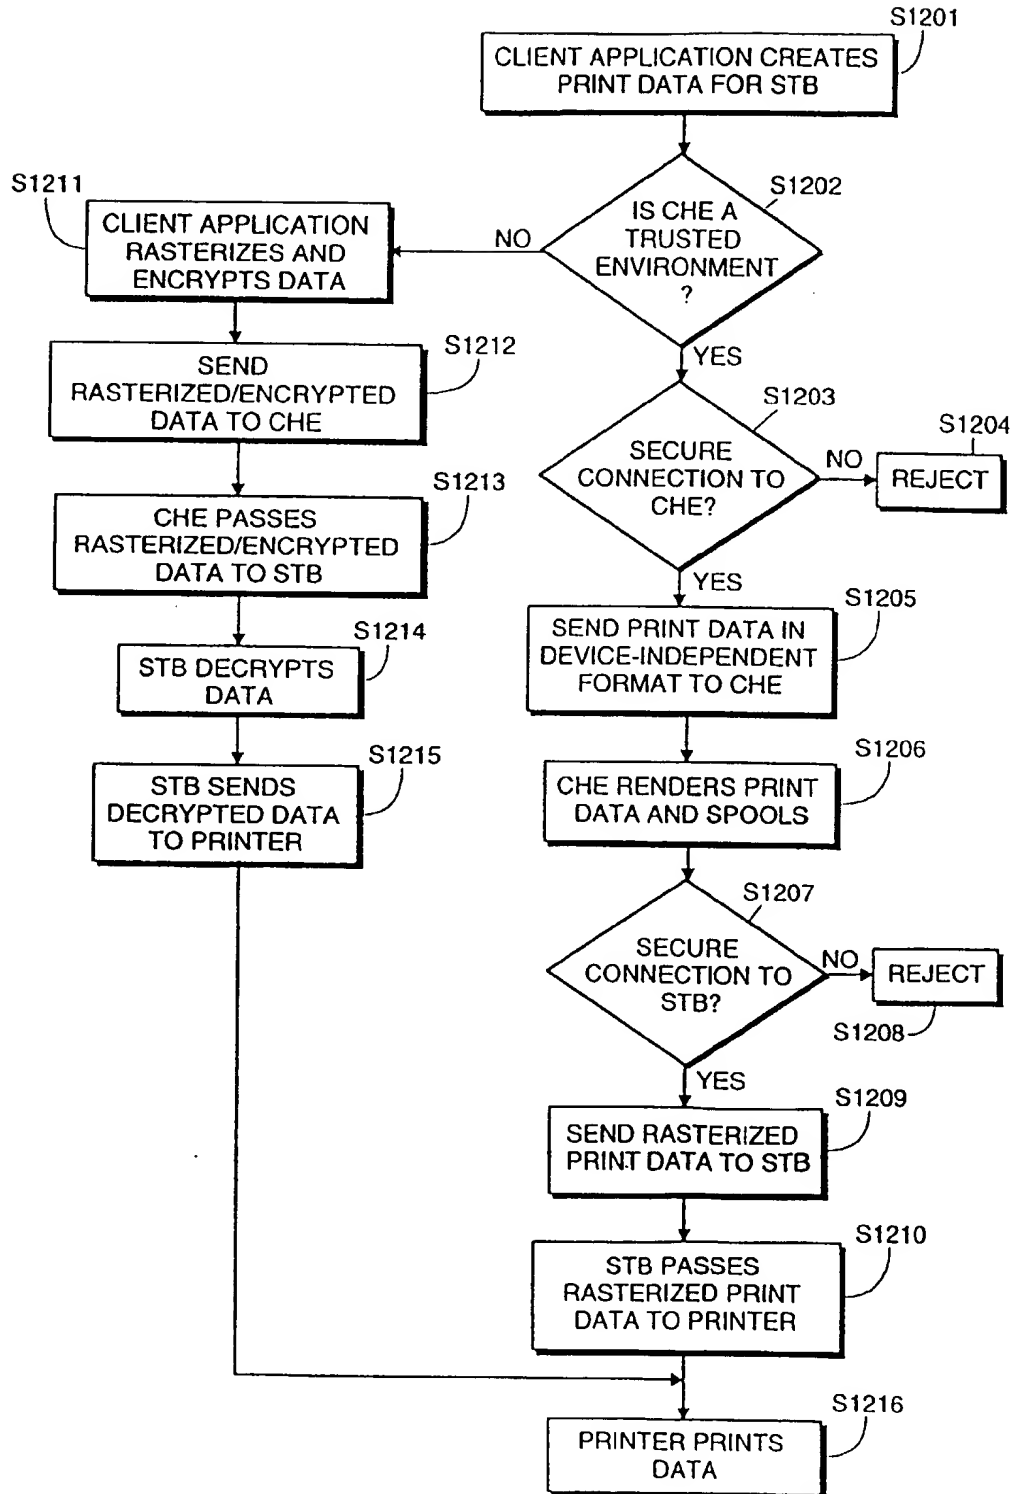 S1201
CLIENT APPLICATION CREATES
PRINT DATA FOR STB
S1202
IS CHE A
TRUSTED
ENVIRONMENT
?
NO
YES
S1211
CLIENT APPLICATION
RASTERIZES AND
ENCRYPTS DATA
S1212
SEND
RASTERIZED/ENCRYPTED
DATA TO CHE
S1213
CHE PASSES
RASTERIZED/ENCRYPTED
DATA TO STB
S1214
STB DECRYPTS
DATA
S1215
STB SENDS
DECRYPTED DATA
TO PRINTER
S1203
SECURE
CONNECTION TO
CHE?
NO
S1204
REJECT
YES
S1205
SEND PRINT DATA IN
DEVICE-INDEPENDENT
FORMAT TO CHE
S1206
CHE RENDERS PRINT
DATA AND SPOOLS
S1207
SECURE
CONNECTION TO
STB?
NO
REJECT
S1208
YES
S1209
SEND RASTERIZED
PRINT DATA TO STB
S1210
STB PASSES
RASTERIZED PRINT
DATA TO PRINTER
S1216
PRINTER PRINTS
DATA